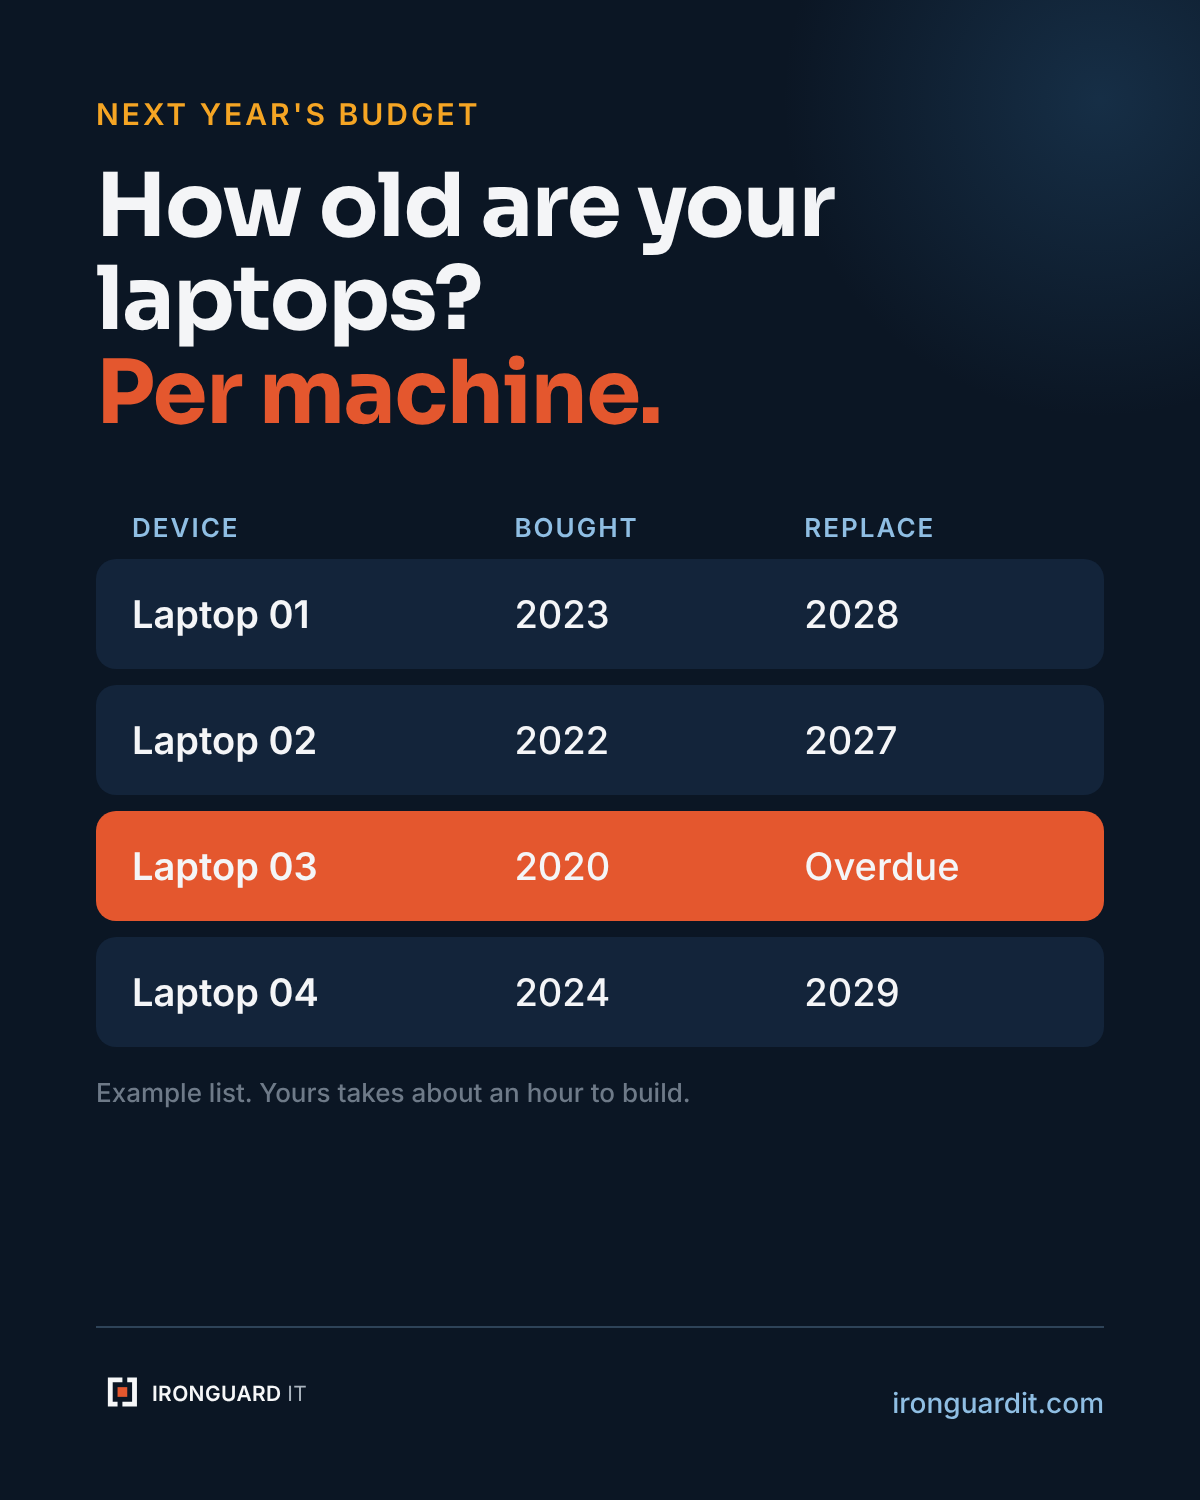 NEXT YEAR'S BUDGET
How old are your
laptops?
Per machine.
DEVICE BOUGHT REPLACE
Laptop 01 2023 2028
Laptop 02 2022 2027
Laptop 03 2020 Overdue
Laptop 04 2024 2029
Example list. Yours takes about an hour to build.
IRONGUARD IT
ironguardit.com